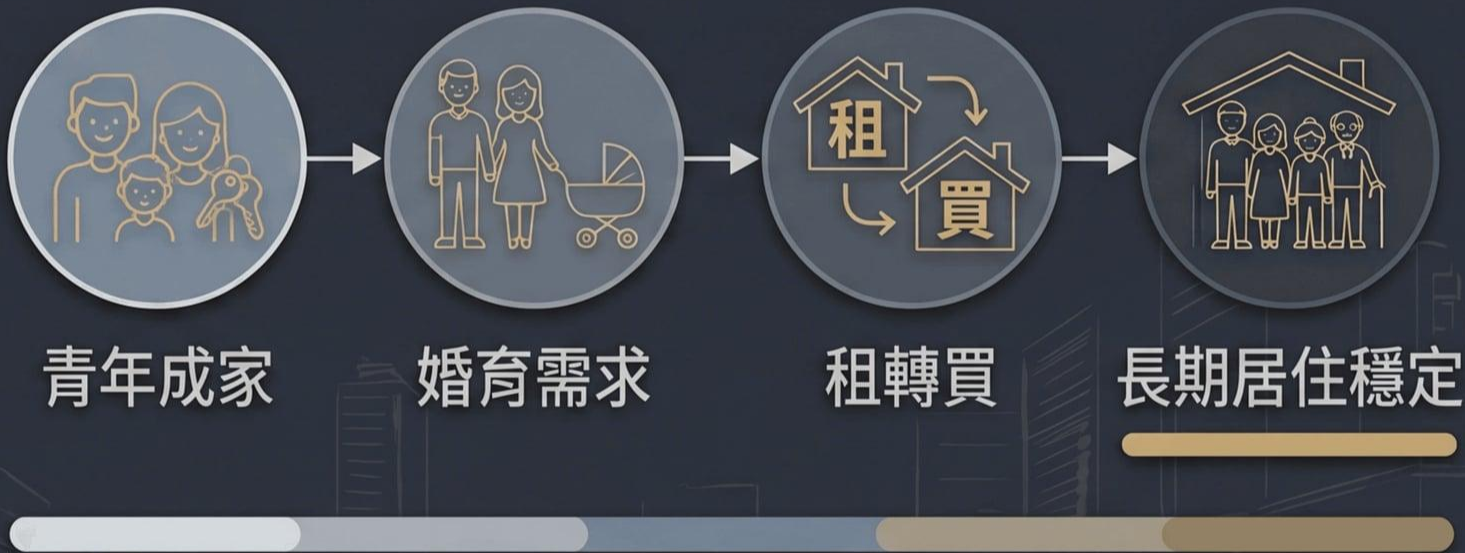 租
買
青年成家
婚育需求
租轉買
長期居住穩定